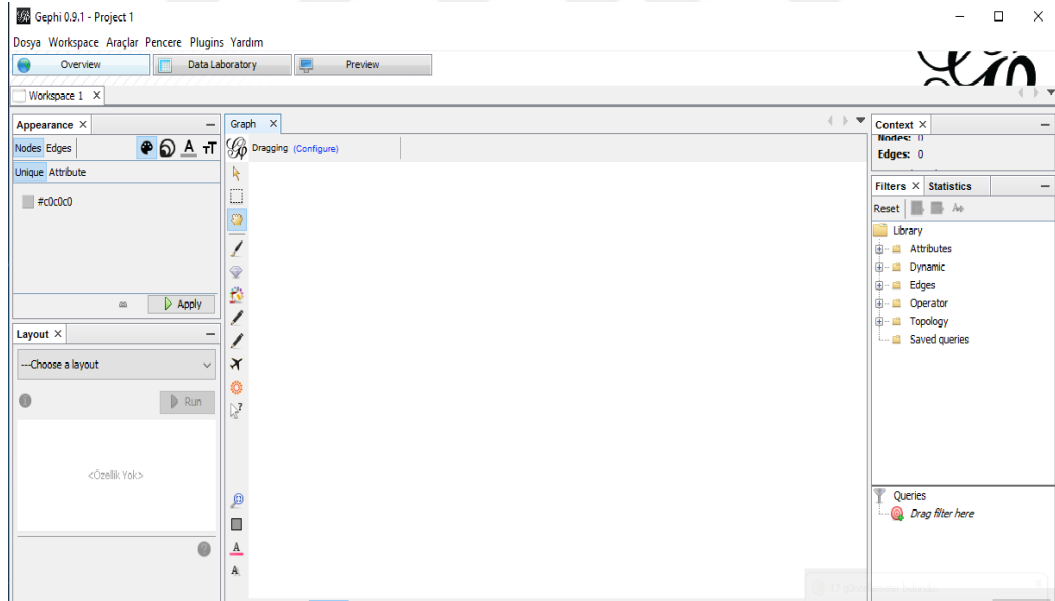 Gephi 0.9.1 - Project 1
Dosya Workspace Araçlar Pencere Plugins Yardım
Overview Data Laboratory Preview
Workspace 1 X
Appearance
Nodes Edges
Unique Attribute
#c0c0c0
Apply
Layout
---Choose a layout
Run
<Özellik Yok>
Graph
Dragging (Configure)
Context
Nodes: 0
Edges: 0
Filters Statistics
Reset
Library
Attributes
Dynamic
Edges
Operator
Topology
Saved queries
Queries
Drag filter here